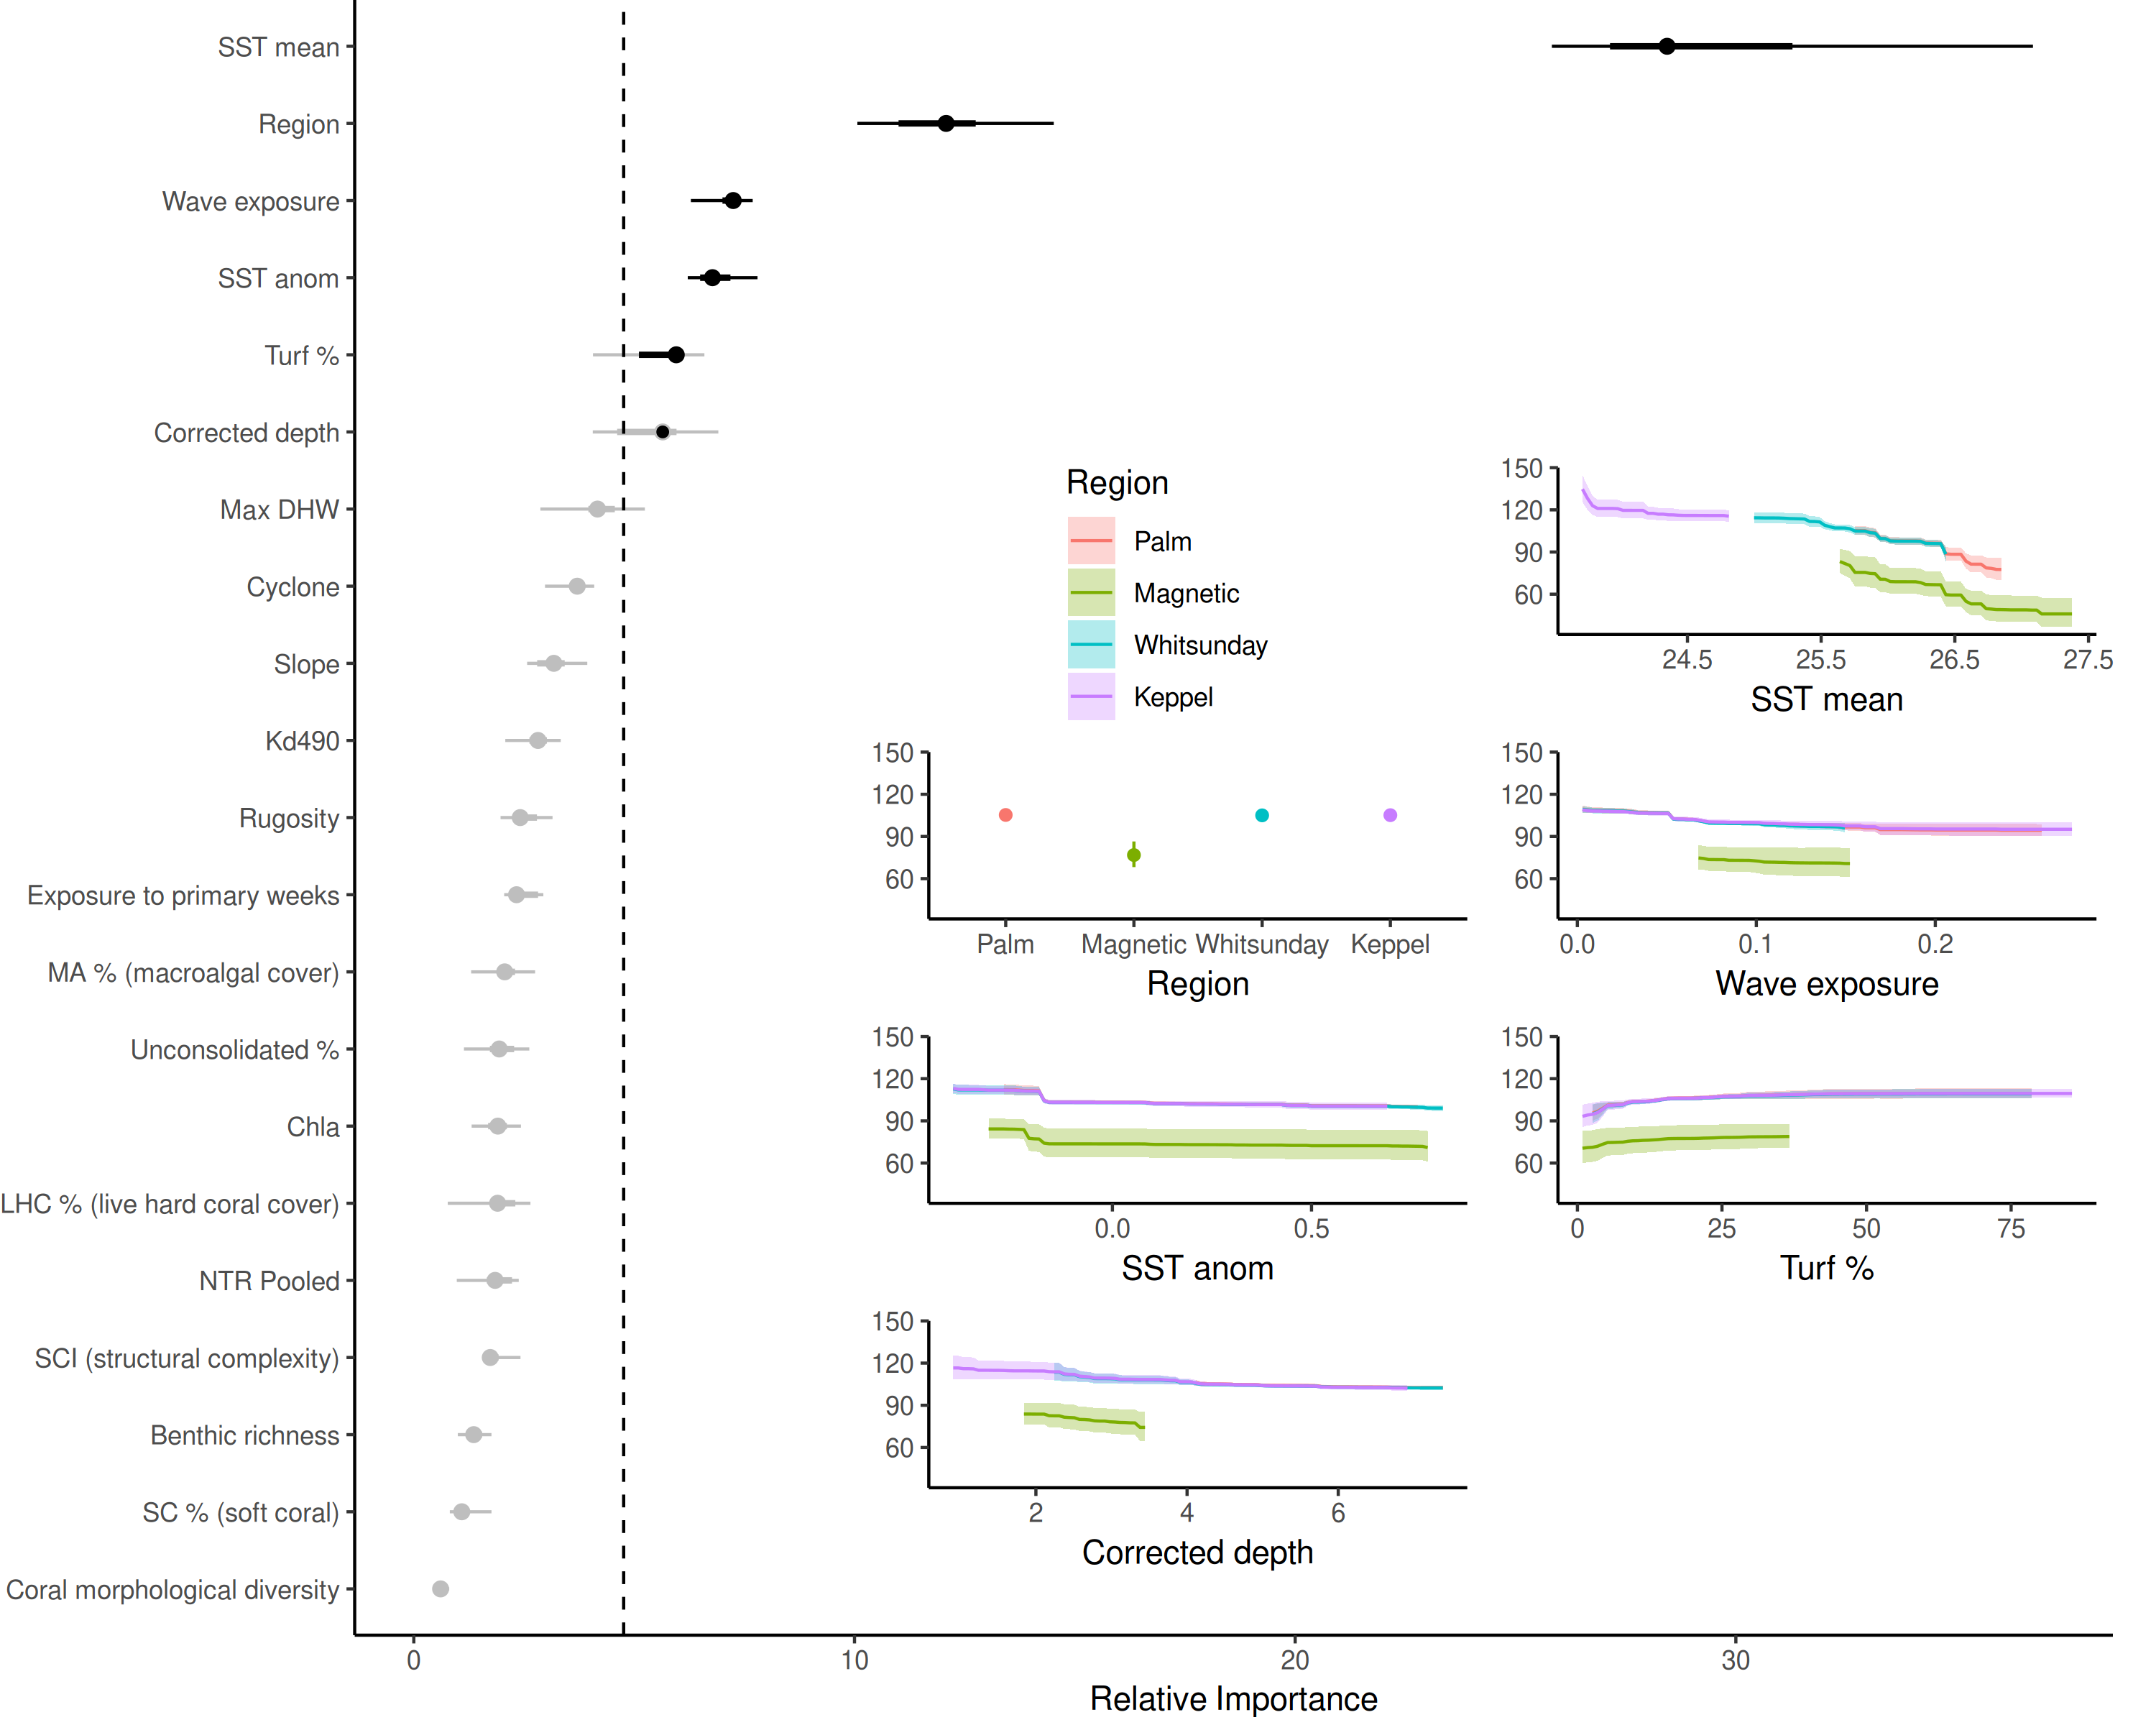 SST mean
Region
Wave exposure
SST anom
Turf %
Corrected depth
Max DHW
Cyclone
Slope
Kd490
Rugosity
Exposure to primary weeks
MA % (macroalgal cover)
Unconsolidated %
Chla
LHC % (live hard coral cover)
NTR Pooled
SCI (structural complexity)
Benthic richness
SC % (soft coral)
Coral morphological diversity
0 10 20 30
Relative Importance
Region
Palm
Magnetic
Whitsunday
Keppel
150
120
90
60
24.5 25.5 26.5 27.5
SST mean
150
120
90
60
Palm Magnetic Whitsunday Keppel
Region
150
120
90
60
0.0 0.1 0.2
Wave exposure
150
120
90
60
0.0 0.5
SST anom
150
120
90
60
0 25 50 75
Turf %
150
120
90
60
2 4 6
Corrected depth